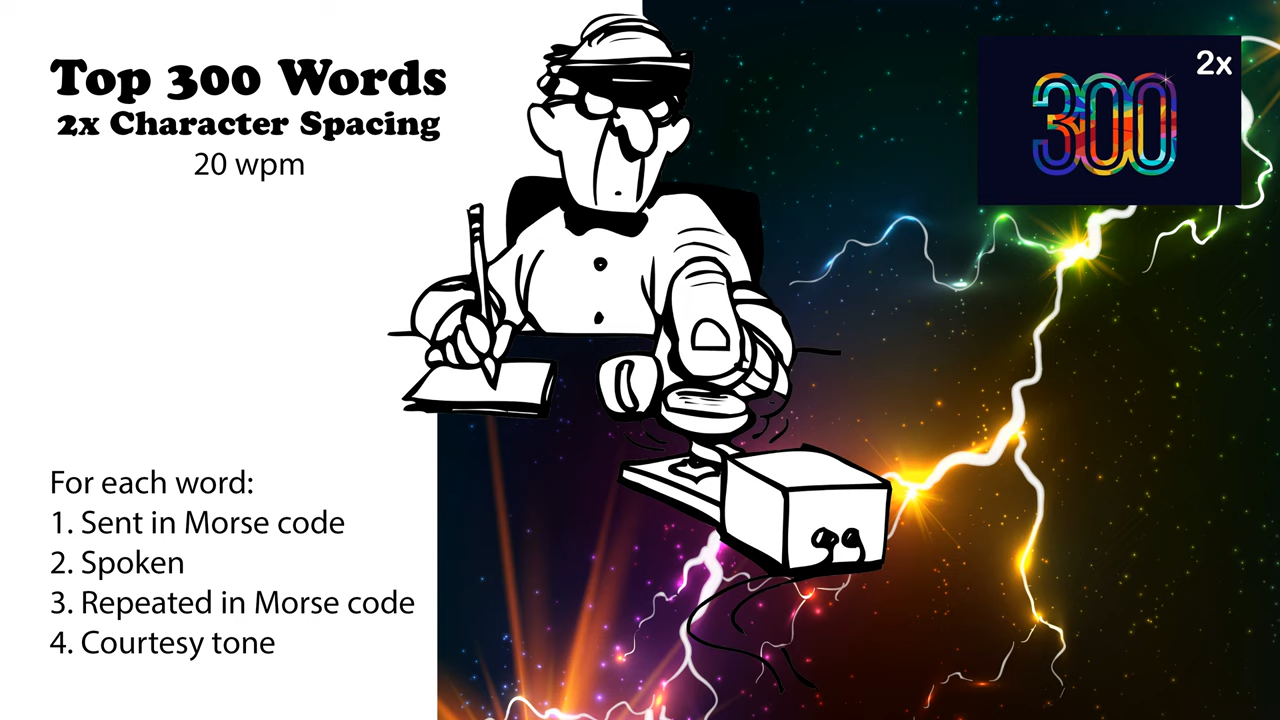 Top 300 Words
2x Character Spacing
20 wpm
2x
300
For each word:
1. Sent in Morse code
2. Spoken
3. Repeated in Morse code
4. Courtesy tone